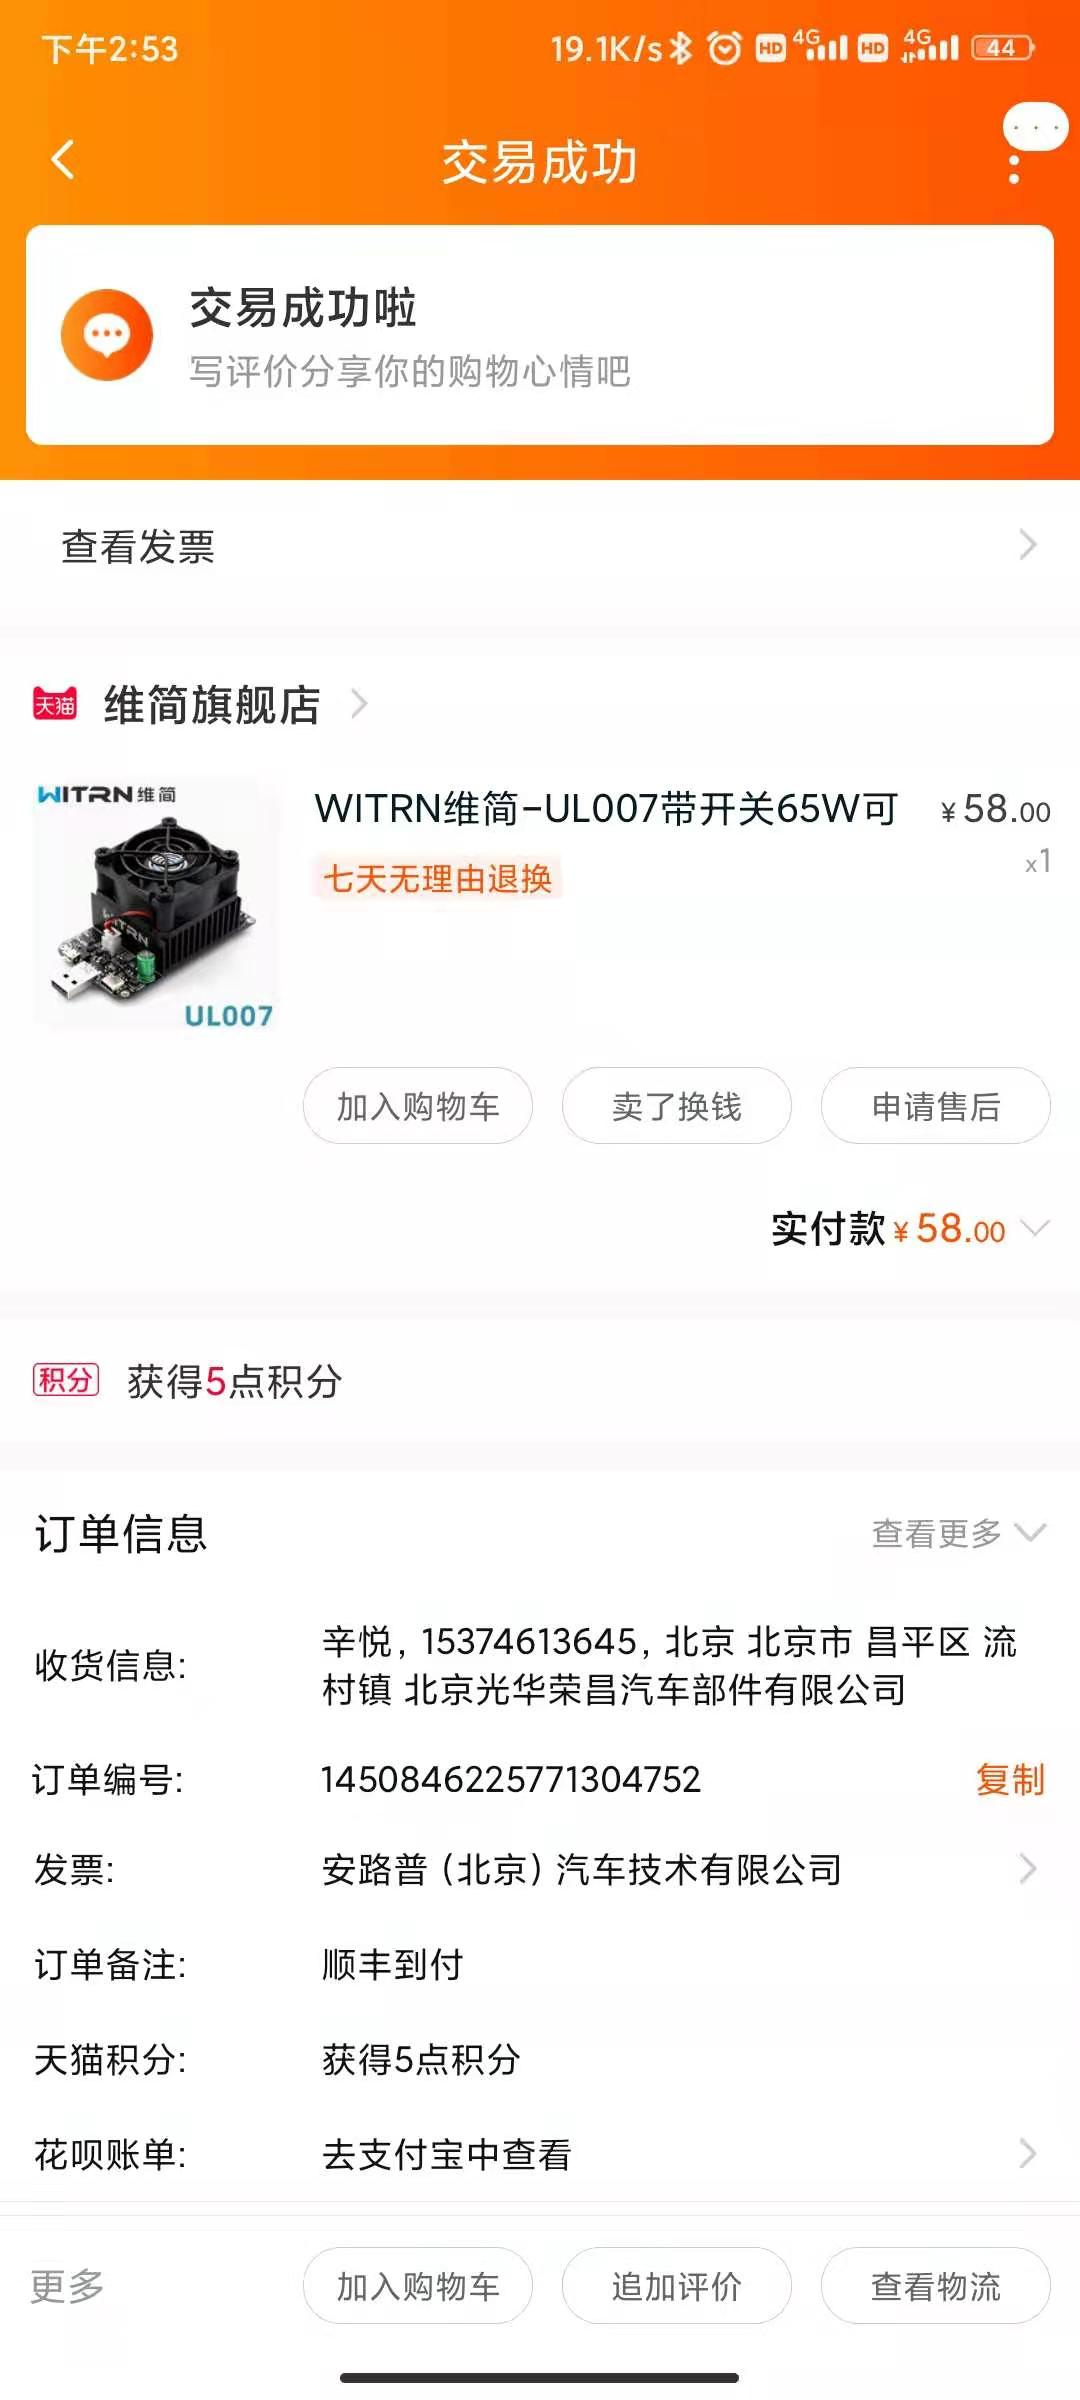 下午2:53
19.1K/s HD 4G HD 4G 44
交易成功
交易成功啦
写评价分享你的购物心情吧
查看发票
天猫 维简旗舰店
WITRN维简
WITRN
UL007
WITRN维简-UL007带开关65W可 ¥58.00
七天无理由退换 x1
加入购物车 卖了换钱 申请售后
实付款 ¥58.00
积分 获得5点积分
订单信息 查看更多
收货信息: 辛悦, 15374613645, 北京 北京市 昌平区 流
村镇 北京光华荣昌汽车部件有限公司
订单编号: 1450846225771304752 复制
发票: 安路普（北京）汽车技术有限公司
订单备注: 顺丰到付
天猫积分: 获得5点积分
花呗账单: 去支付宝中查看
更多 加入购物车 追加评价 查看物流